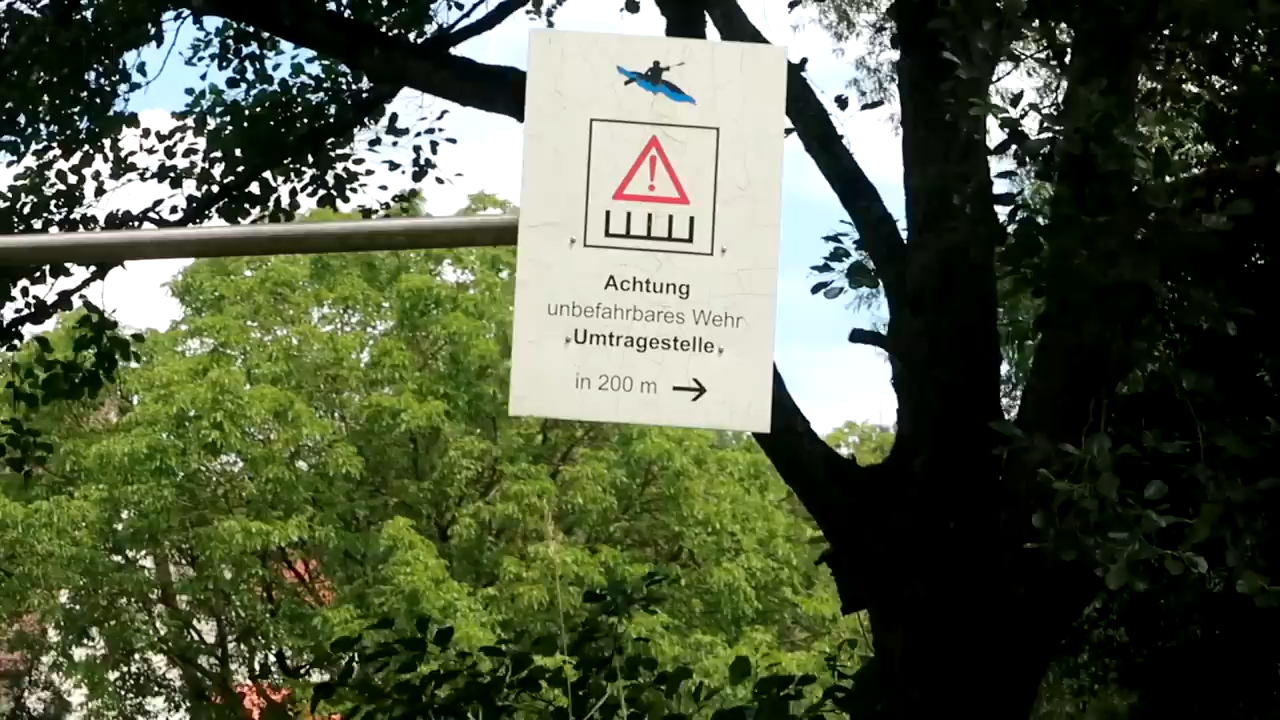 Achtung
unbefahrbares Wehr
Umtragestelle
in 200 m →